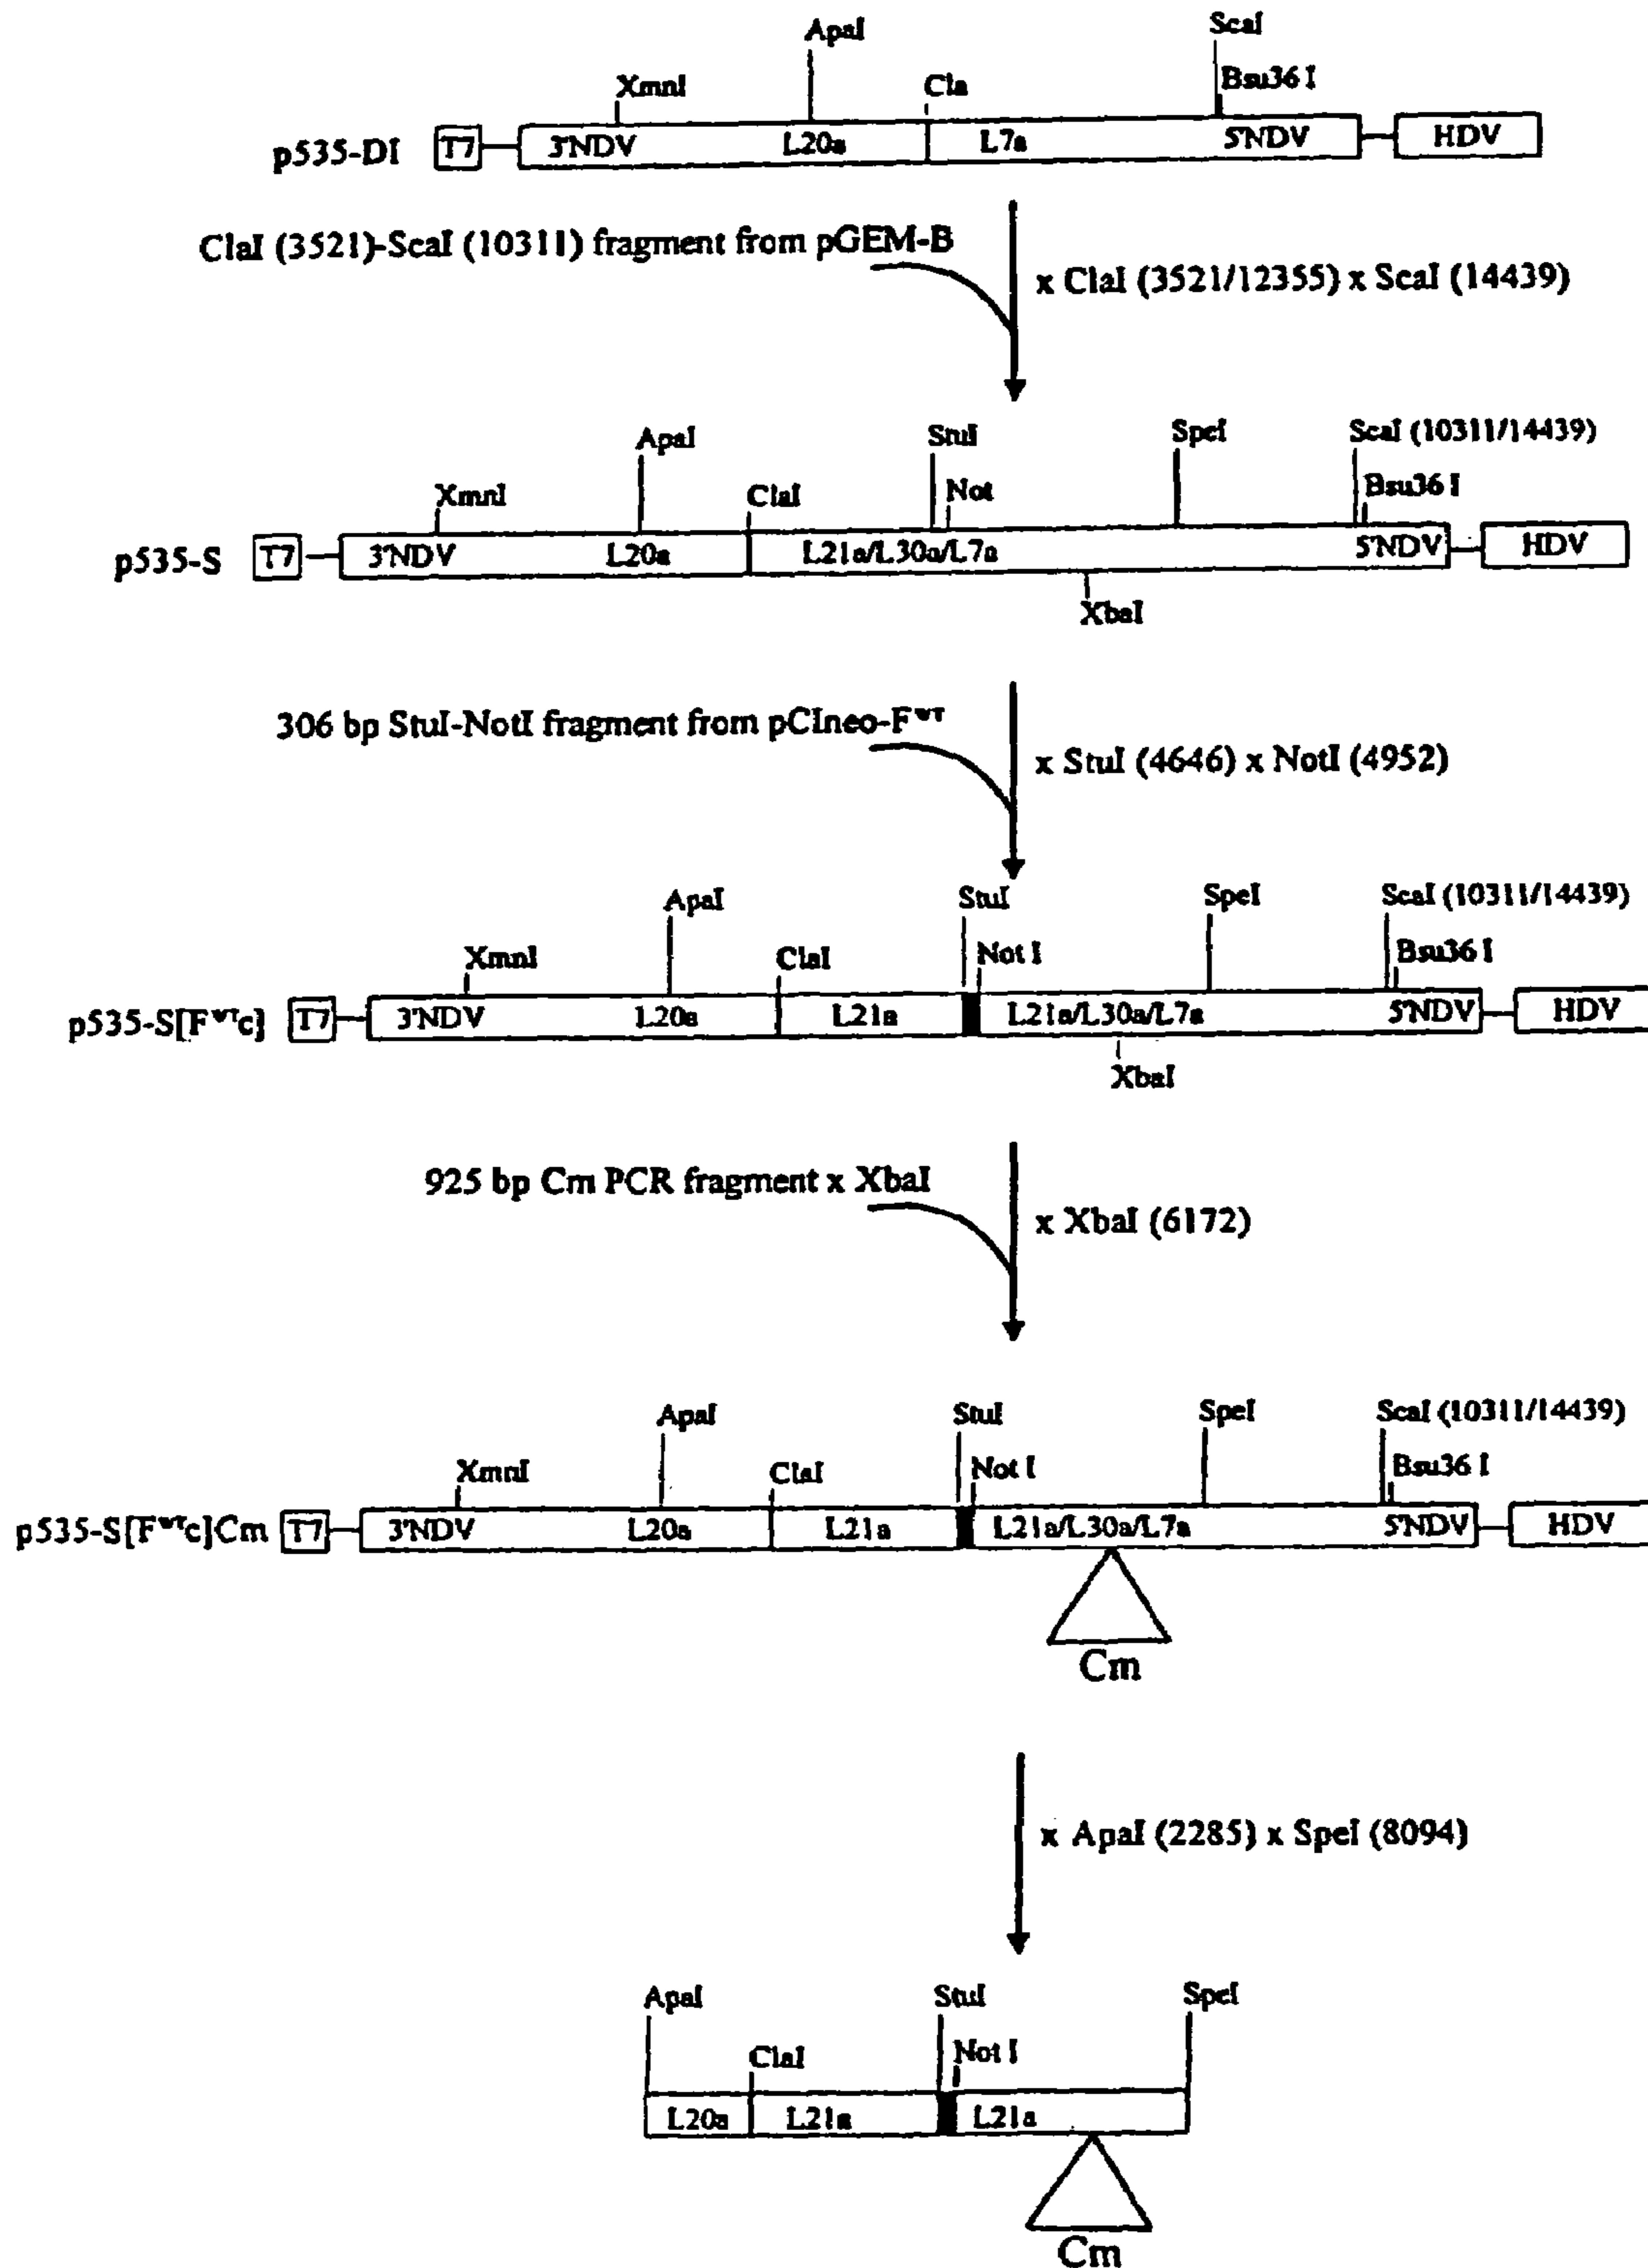 ApaI
ScaI
XmnI
Cla
Bsu36 I
p535-DI T7 3'NDV L20a L7a 5'NDV HDV
ClaI (3521)-ScaI (10311) fragment from pGEM-B
x ClaI (3521/12355) x ScaI (14439)
ApaI
StuI
SpeI
ScaI (10311/14439)
XmnI
ClaI
Not
Bsu36 I
p535-S T7 3'NDV L20a L21a/L30a/L7a 5'NDV HDV
XbaI
306 bp StuI-NotI fragment from pCIneo-Fᵂᵀ
x StuI (4646) x NotI (4952)
ApaI
StuI
SpeI
ScaI (10311/14439)
XmnI
ClaI
Not I
Bsu36 I
p535-S[Fᵂᵀc] T7 3'NDV L20a L21a L21a/L30a/L7a 5'NDV HDV
XbaI
925 bp Cm PCR fragment x XbaI
x XbaI (6172)
ApaI
StuI
SpeI
ScaI (10311/14439)
XmnI
ClaI
Not I
Bsu36 I
p535-S[Fᵂᵀc]Cm T7 3'NDV L20a L21a L21a/L30a/L7a 5'NDV HDV
Cm
x ApaI (2285) x SpeI (8094)
ApaI
StuI
SpeI
ClaI
Not I
L20a L21a L21a
Cm